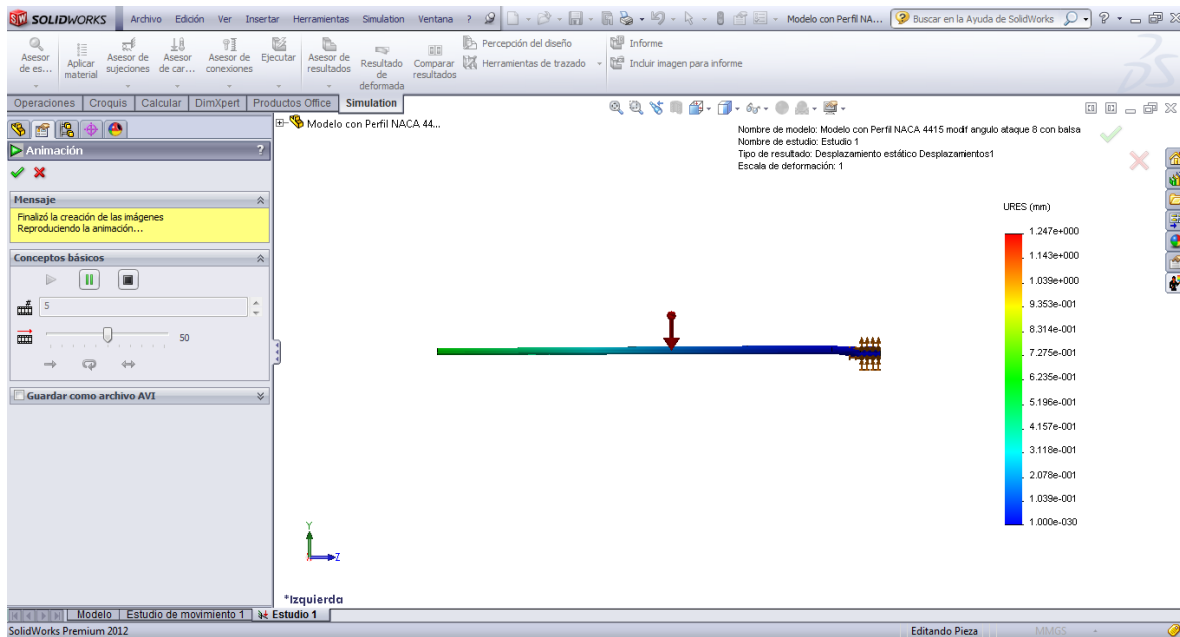 SW SOLIDWORKS Archivo Edición Ver Insertar Herramientas Simulation Ventana ? Modelo con Perfil NA... Buscar en la Ayuda de SolidWorks ?
Asesor de es...
Aplicar material
Asesor de sujeciones
Asesor de car...
Asesor de conexiones
Ejecutar
Asesor de resultados
Resultado de deformada
Comparar resultados
Percepción del diseño
Herramientas de trazado
Informe
Incluir imagen para informe
Operaciones Croquis Calcular DimXpert Productos Office Simulation
Modelo con Perfil NACA 44...
Animación ?
Mensaje
Finalizó la creación de las imágenes
Reproduciendo la animación...
Conceptos básicos
5
50
Guardar como archivo AVI
Nombre de modelo: Modelo con Perfil NACA 4415 modif angulo ataque 8 con balsa
Nombre de estudio: Estudio 1
Tipo de resultado: Desplazamiento estático Desplazamientos1
Escala de deformación: 1
URES (mm)
1.247e+000
1.143e+000
1.039e+000
9.353e-001
8.314e-001
7.275e-001
6.235e-001
5.196e-001
4.157e-001
3.118e-001
2.078e-001
1.039e-001
1.000e-030
Y
Z
*Izquierda
Modelo Estudio de movimiento 1 Estudio 1
SolidWorks Premium 2012 Editando Pieza MMGS